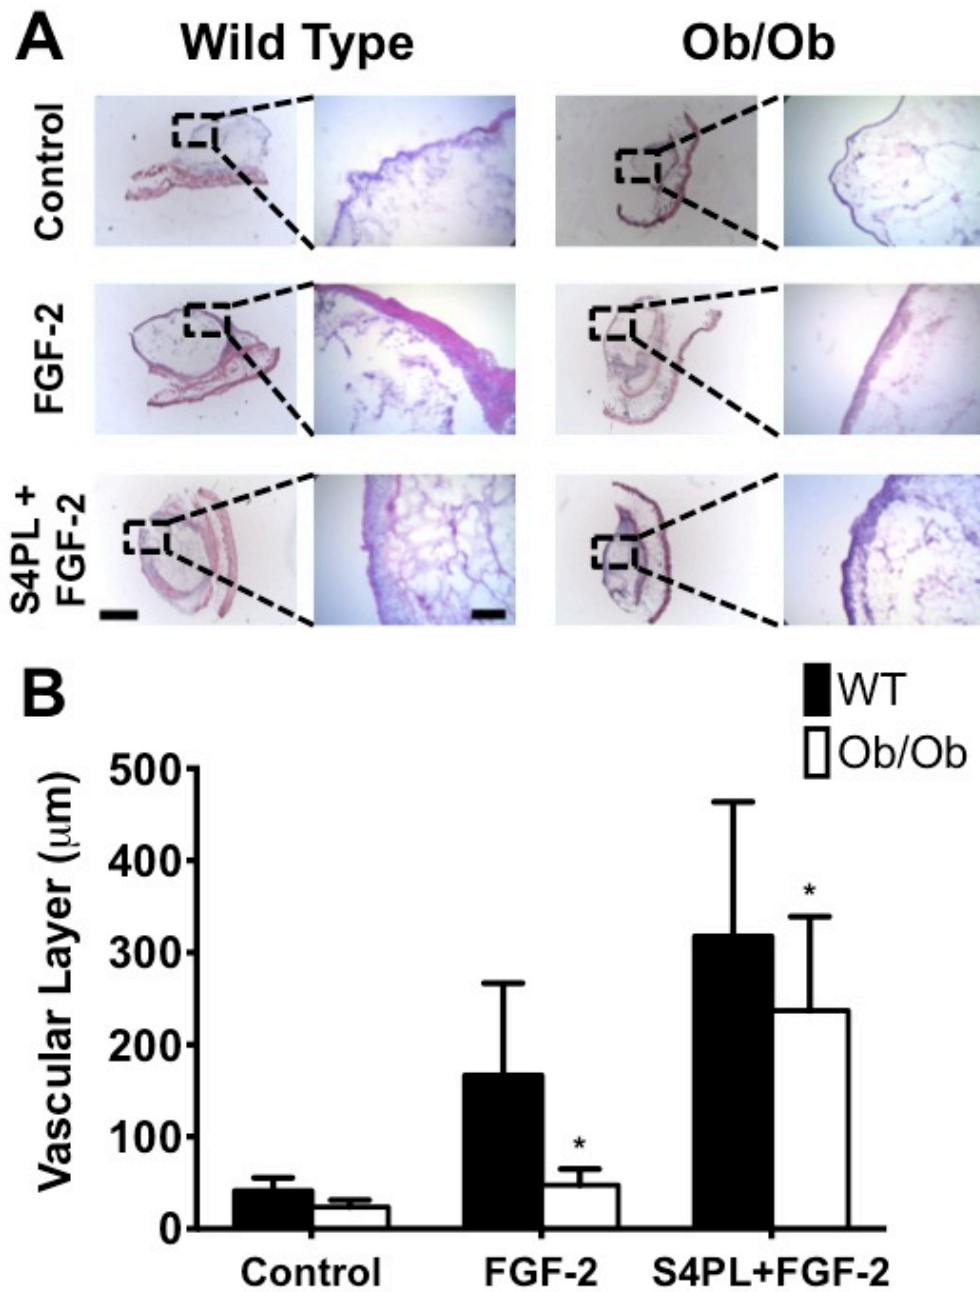 A
Wild Type
Ob/Ob
Control
FGF-2
S4PL +
FGF-2
B
WT
Ob/Ob
Vascular Layer (μm)
500
400
300
200
100
0
*
*
Control
FGF-2
S4PL+FGF-2